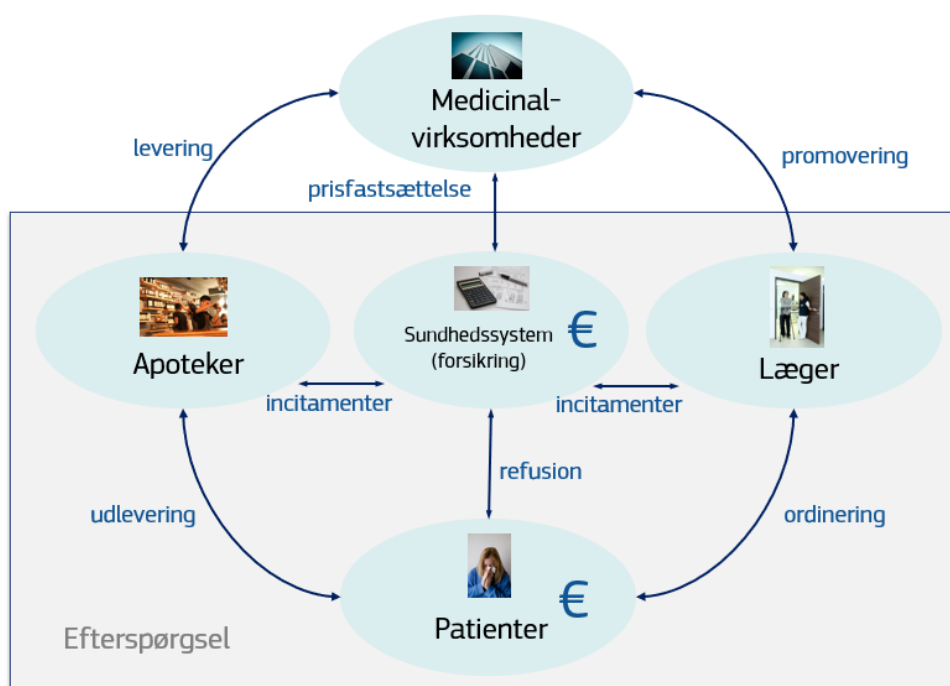 Medicinal-
virksomheder
levering
promovering
prisfastsættelse
Apoteker
Sundhedssystem
(forsikring)
€
Læger
incitamenter
incitamenter
refusion
udlevering
ordinering
€
Patienter
Efterspørgsel